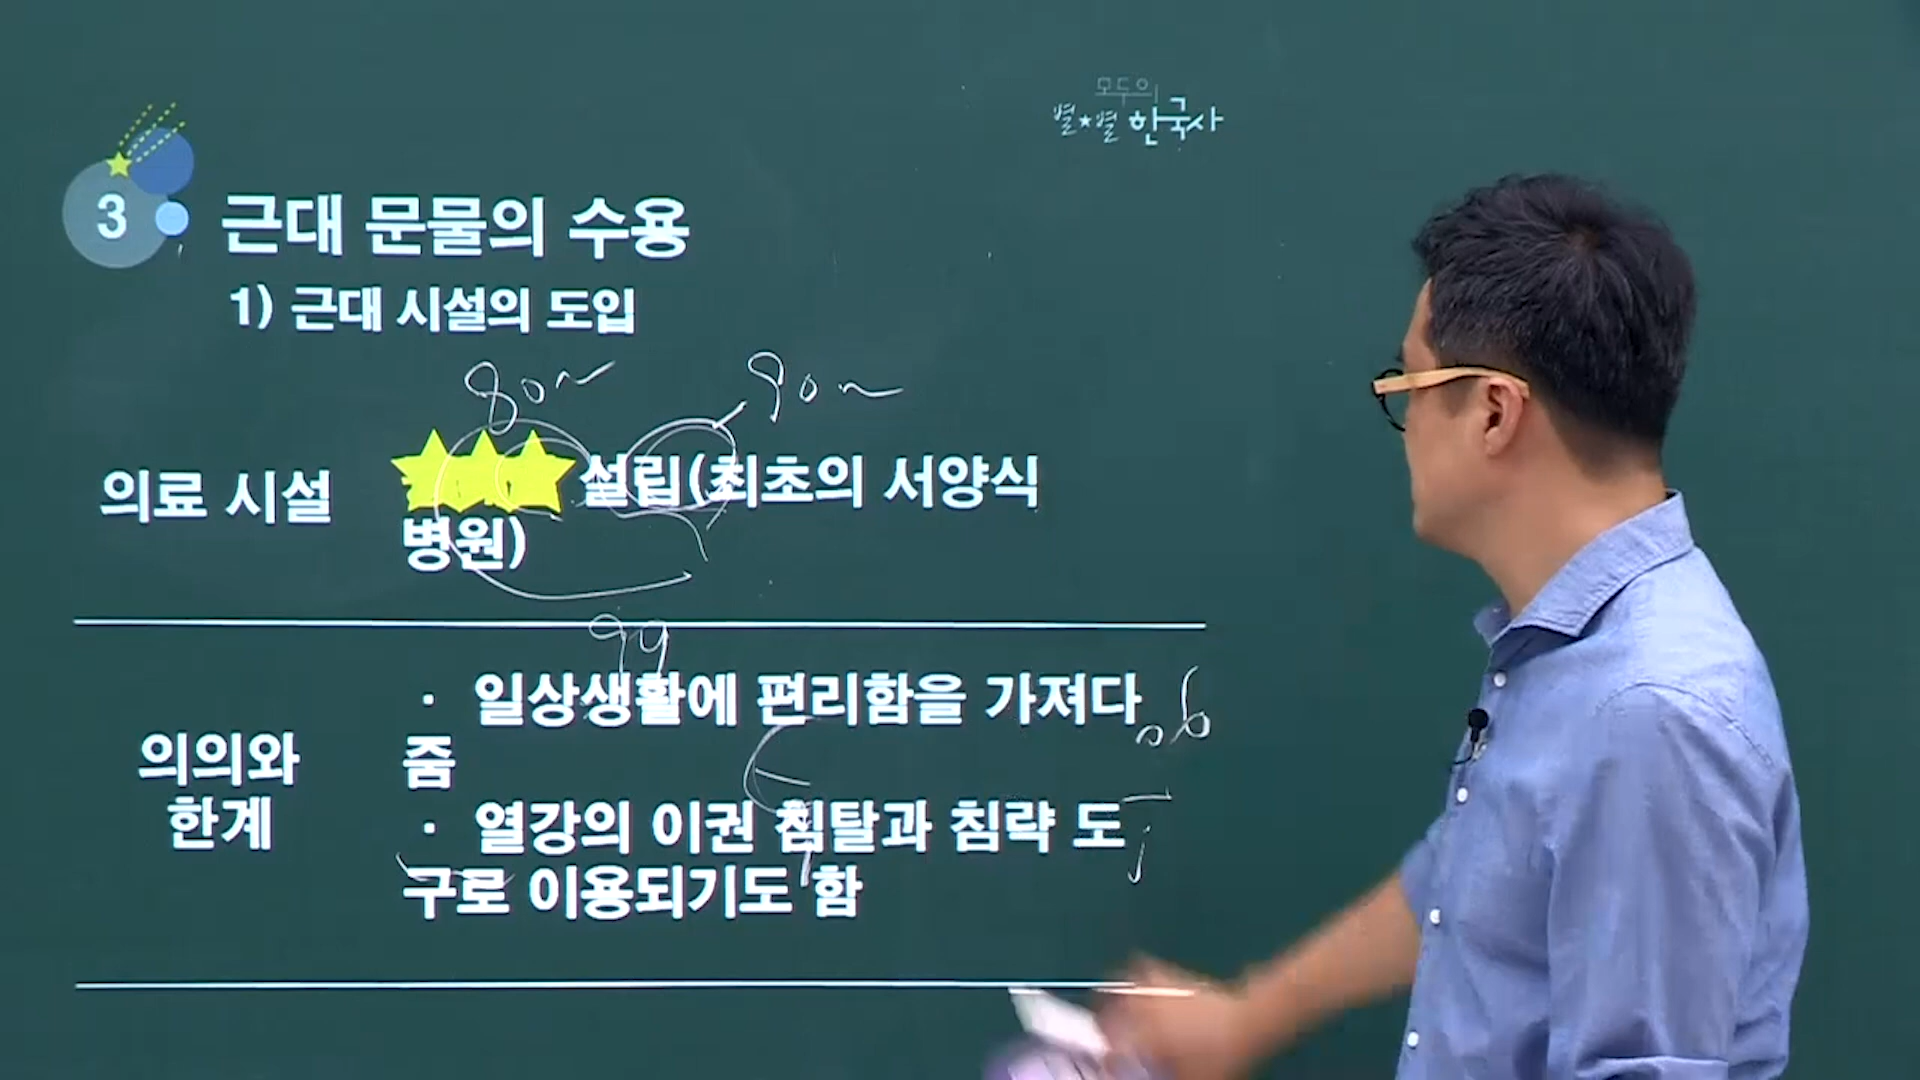 모두의
별★별 한국사
3 근대 문물의 수용
1) 근대 시설의 도입
80~ 90~
의료 시설
설립(최초의 서양식
병원)
99
의의와
한계
· 일상생활에 편리함을 가져다
줌
06
· 열강의 이권 침탈과 침략 도
구로 이용되기도 함